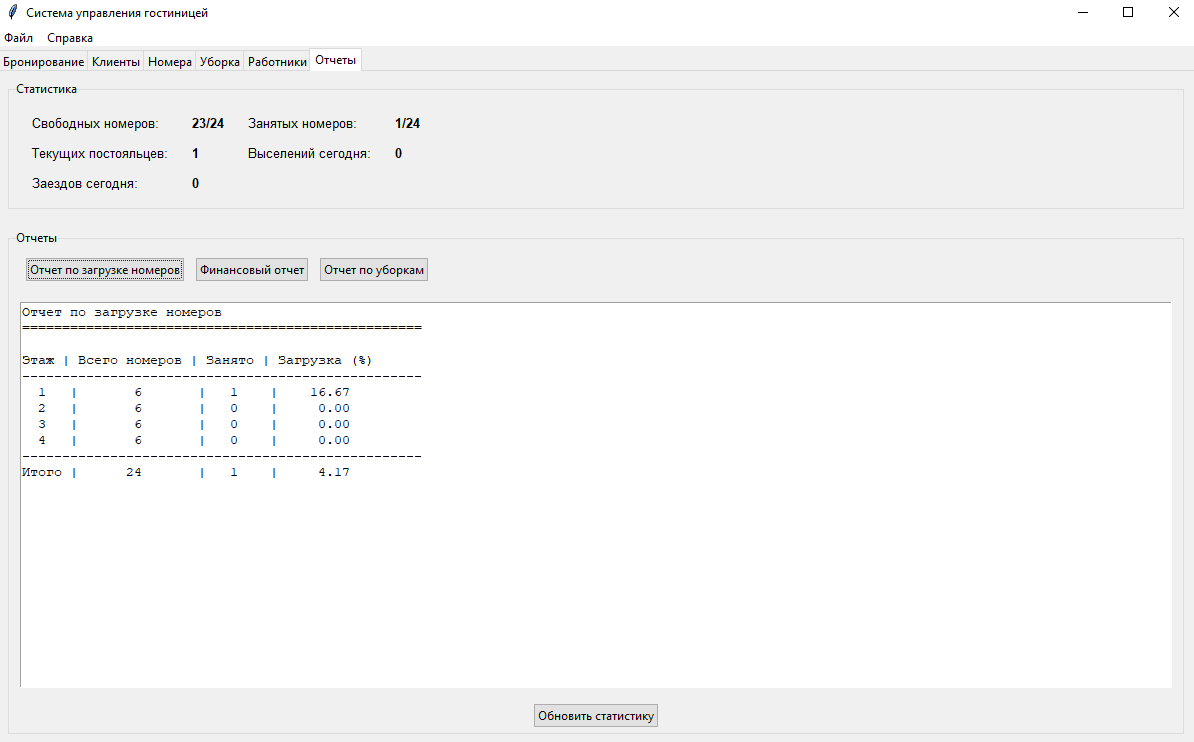 Система управления гостиницей
Файл Справка
Бронирование Клиенты Номера Уборка Работники Отчеты
Статистика
Свободных номеров: 23/24 Занятых номеров: 1/24
Текущих постояльцев: 1 Выселений сегодня: 0
Заездов сегодня: 0
Отчеты
Отчет по загрузке номеров Финансовый отчет Отчет по уборкам
Отчет по загрузке номеров
==================================================
Этаж | Всего номеров | Занято | Загрузка (%)
--------------------------------------------------
1 | 6 | 1 | 16.67
2 | 6 | 0 | 0.00
3 | 6 | 0 | 0.00
4 | 6 | 0 | 0.00
--------------------------------------------------
Итого | 24 | 1 | 4.17
Обновить статистику